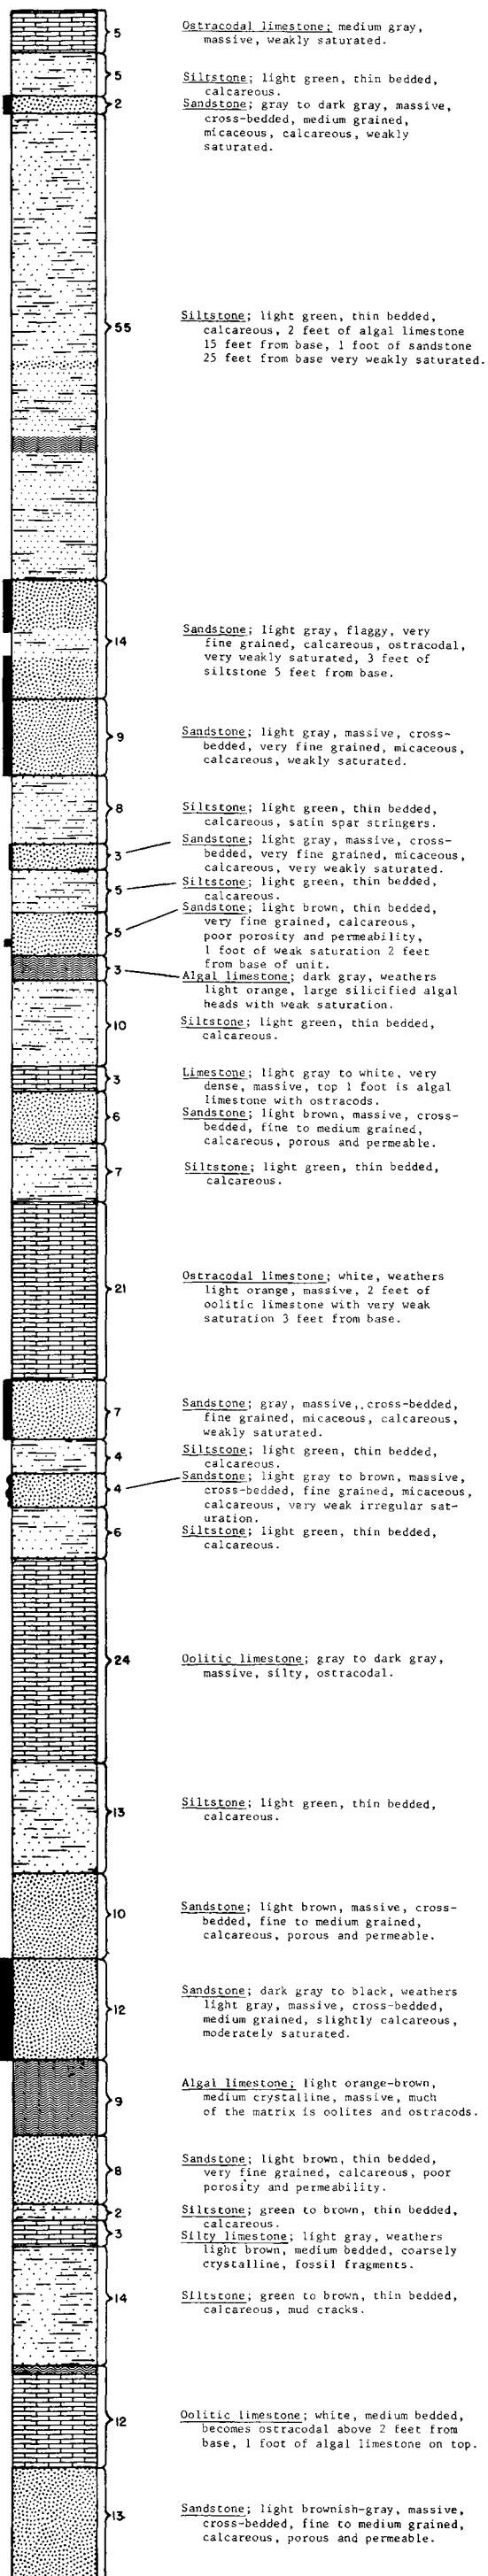 5
Ostracodal limestone; medium gray,
massive, weakly saturated.
5
Siltstone; light green, thin bedded,
calcareous.
2
Sandstone; gray to dark gray, massive,
cross-bedded, medium grained,
micaceous, calcareous, weakly
saturated.
55
Siltstone; light green, thin bedded,
calcareous, 2 feet of algal limestone
15 feet from base, 1 foot of sandstone
25 feet from base very weakly saturated.
14
Sandstone; light gray, flaggy, very
fine grained, calcareous, ostracodal,
very weakly saturated, 3 feet of
siltstone 5 feet from base.
9
Sandstone; light gray, massive, cross-
bedded, very fine grained, micaceous,
calcareous, weakly saturated.
8
Siltstone; light green, thin bedded,
calcareous, satin spar stringers.
3
Sandstone; light gray, massive, cross-
bedded, very fine grained, micaceous,
calcareous, very weakly saturated.
5
Siltstone; light green, thin bedded,
calcareous.
5
Sandstone; light brown, thin bedded,
very fine grained, calcareous,
poor porosity and permeability,
1 foot of weak saturation 2 feet
from base of unit.
3
Algal limestone; dark gray, weathers
light orange, large silicified algal
heads with weak saturation.
10
Siltstone; light green, thin bedded,
calcareous.
3
Limestone; light gray to white, very
dense, massive, top 1 foot is algal
limestone with ostracods.
6
Sandstone; light brown, massive, cross-
bedded, fine to medium grained,
calcareous, porous and permeable.
7
Siltstone; light green, thin bedded,
calcareous.
21
Ostracodal limestone; white, weathers
light orange, massive, 2 feet of
oolitic limestone with very weak
saturation 3 feet from base.
7
Sandstone; gray, massive, cross-bedded,
fine grained, micaceous, calcareous,
weakly saturated.
4
Siltstone; light green, thin bedded,
calcareous.
4
Sandstone; light gray to brown, massive,
cross-bedded, fine grained, micaceous,
calcareous, very weak irregular sat-
uration.
6
Siltstone; light green, thin bedded,
calcareous.
24
Oolitic limestone; gray to dark gray,
massive, silty, ostracodal.
13
Siltstone; light green, thin bedded,
calcareous.
10
Sandstone; light brown, massive, cross-
bedded, fine to medium grained,
calcareous, porous and permeable.
12
Sandstone; dark gray to black, weathers
light gray, massive, cross-bedded,
medium grained, slightly calcareous,
moderately saturated.
9
Algal limestone; light orange-brown,
medium crystalline, massive, much
of the matrix is oolites and ostracods.
8
Sandstone; light brown, thin bedded,
very fine grained, calcareous, poor
porosity and permeability.
2
Siltstone; green to brown, thin bedded,
calcareous.
3
Silty limestone; light gray, weathers
light brown, medium bedded, coarsely
crystalline, fossil fragments.
14
Siltstone; green to brown, thin bedded,
calcareous, mud cracks.
12
Oolitic limestone; white, medium bedded,
becomes ostracodal above 2 feet from
base, 1 foot of algal limestone on top.
13
Sandstone; light brownish-gray, massive,
cross-bedded, fine to medium grained,
calcareous, porous and permeable.